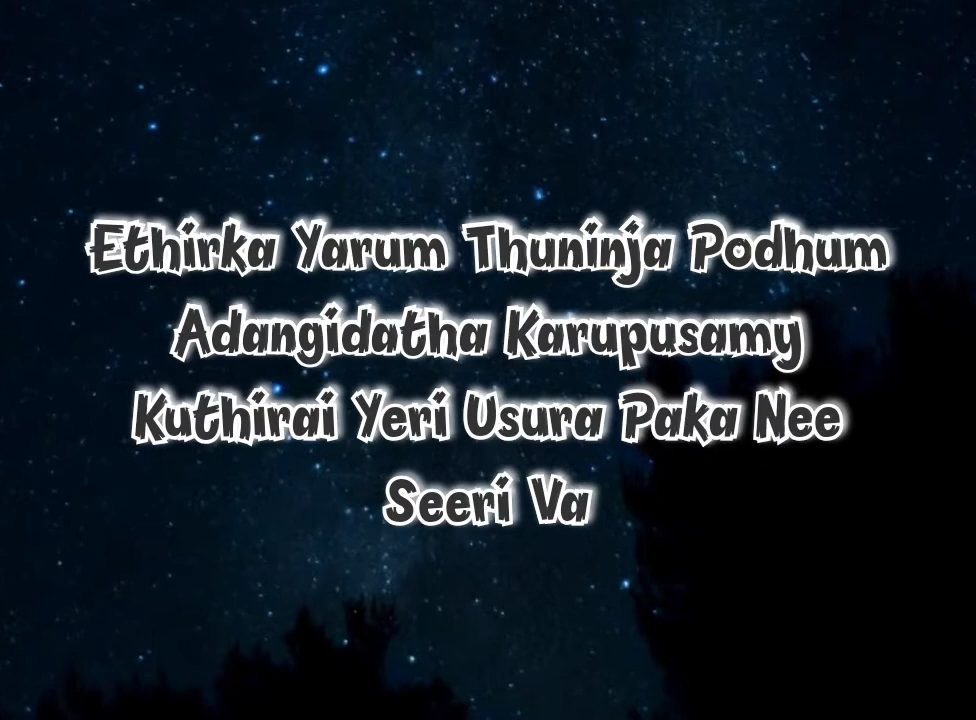 Ethirka Yarum Thuninja Podhum
Adangidatha Karupusamy
Kuthirai Yeri Usura Paka Nee
Seeri Va